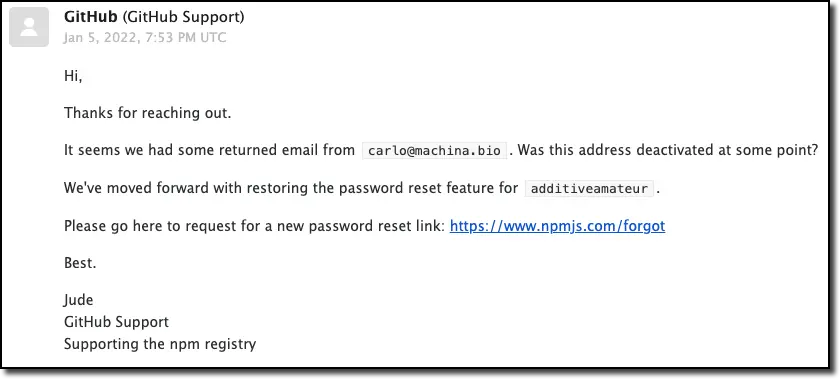 GitHub (GitHub Support)
Jan 5, 2022, 7:53 PM UTC
Hi,
Thanks for reaching out.
It seems we had some returned email from carlo@machina.bio . Was this address deactivated at some point?
We've moved forward with restoring the password reset feature for additiveamateur .
Please go here to request for a new password reset link: https://www.npmjs.com/forgot
Best.
Jude
GitHub Support
Supporting the npm registry